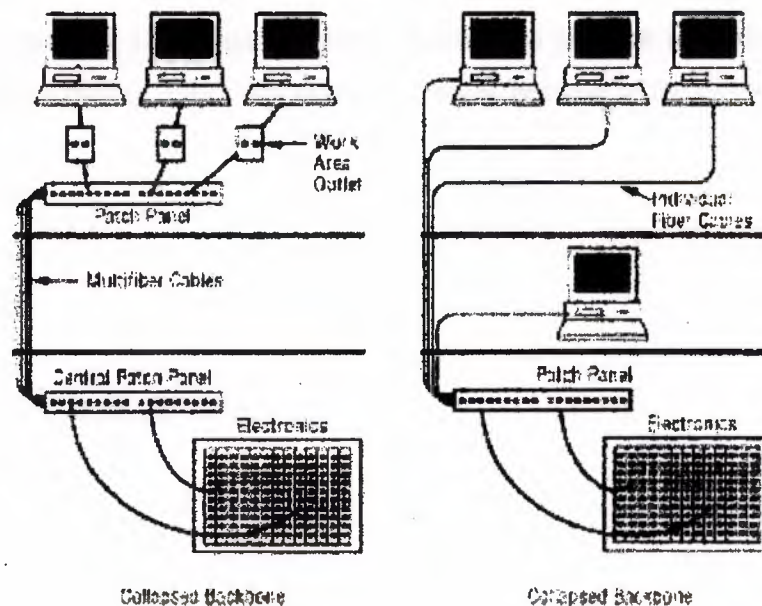 Work
Area
Outlet
Patch Panel
Multifiber Cables
Central Patch Panel
Electronics
Collapsed Backbone
Individual
Fiber Cables
Patch Panel
Electronics
Collapsed Backbone